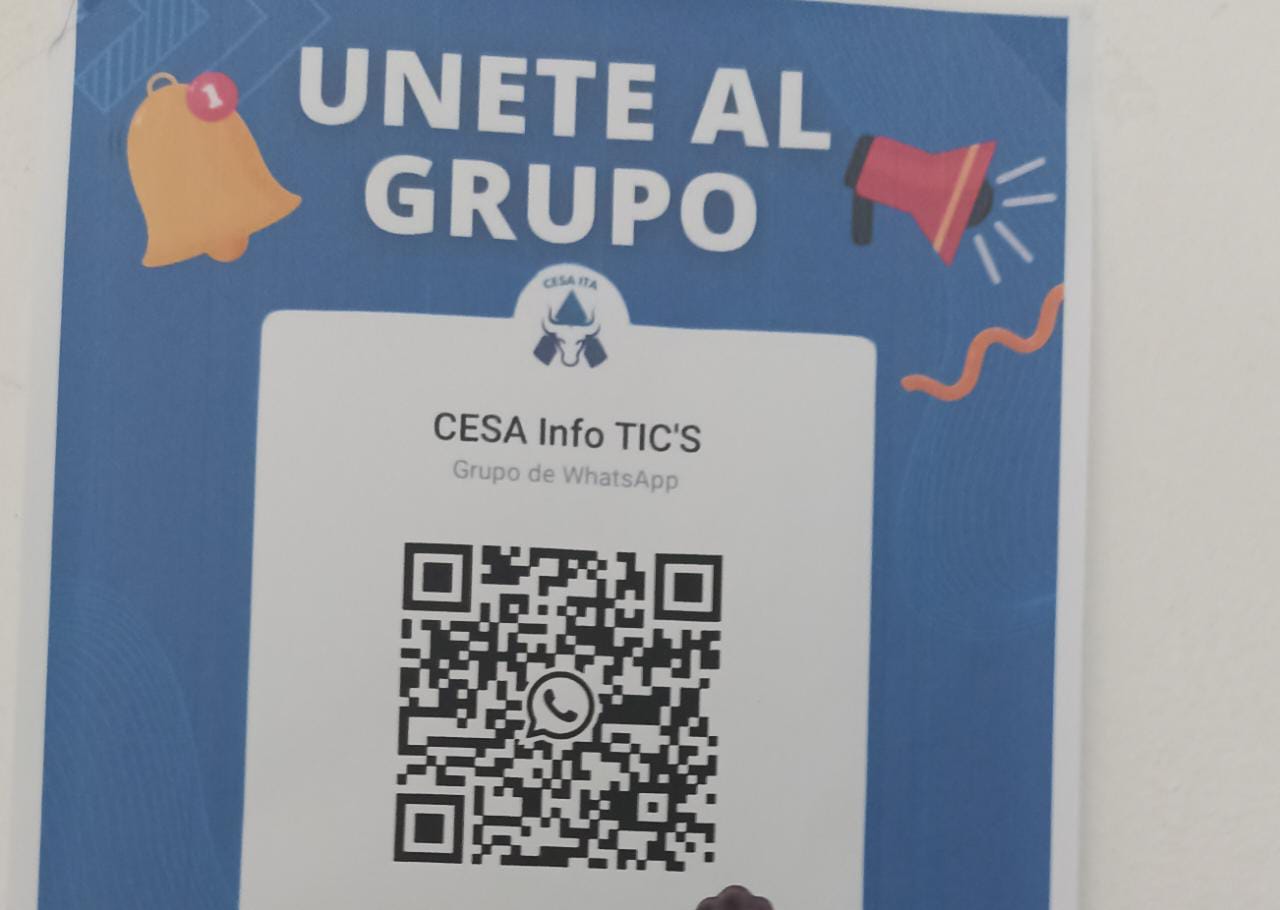 UNETE AL
GRUPO
1
CESA ITA
CESA Info TIC'S
Grupo de WhatsApp